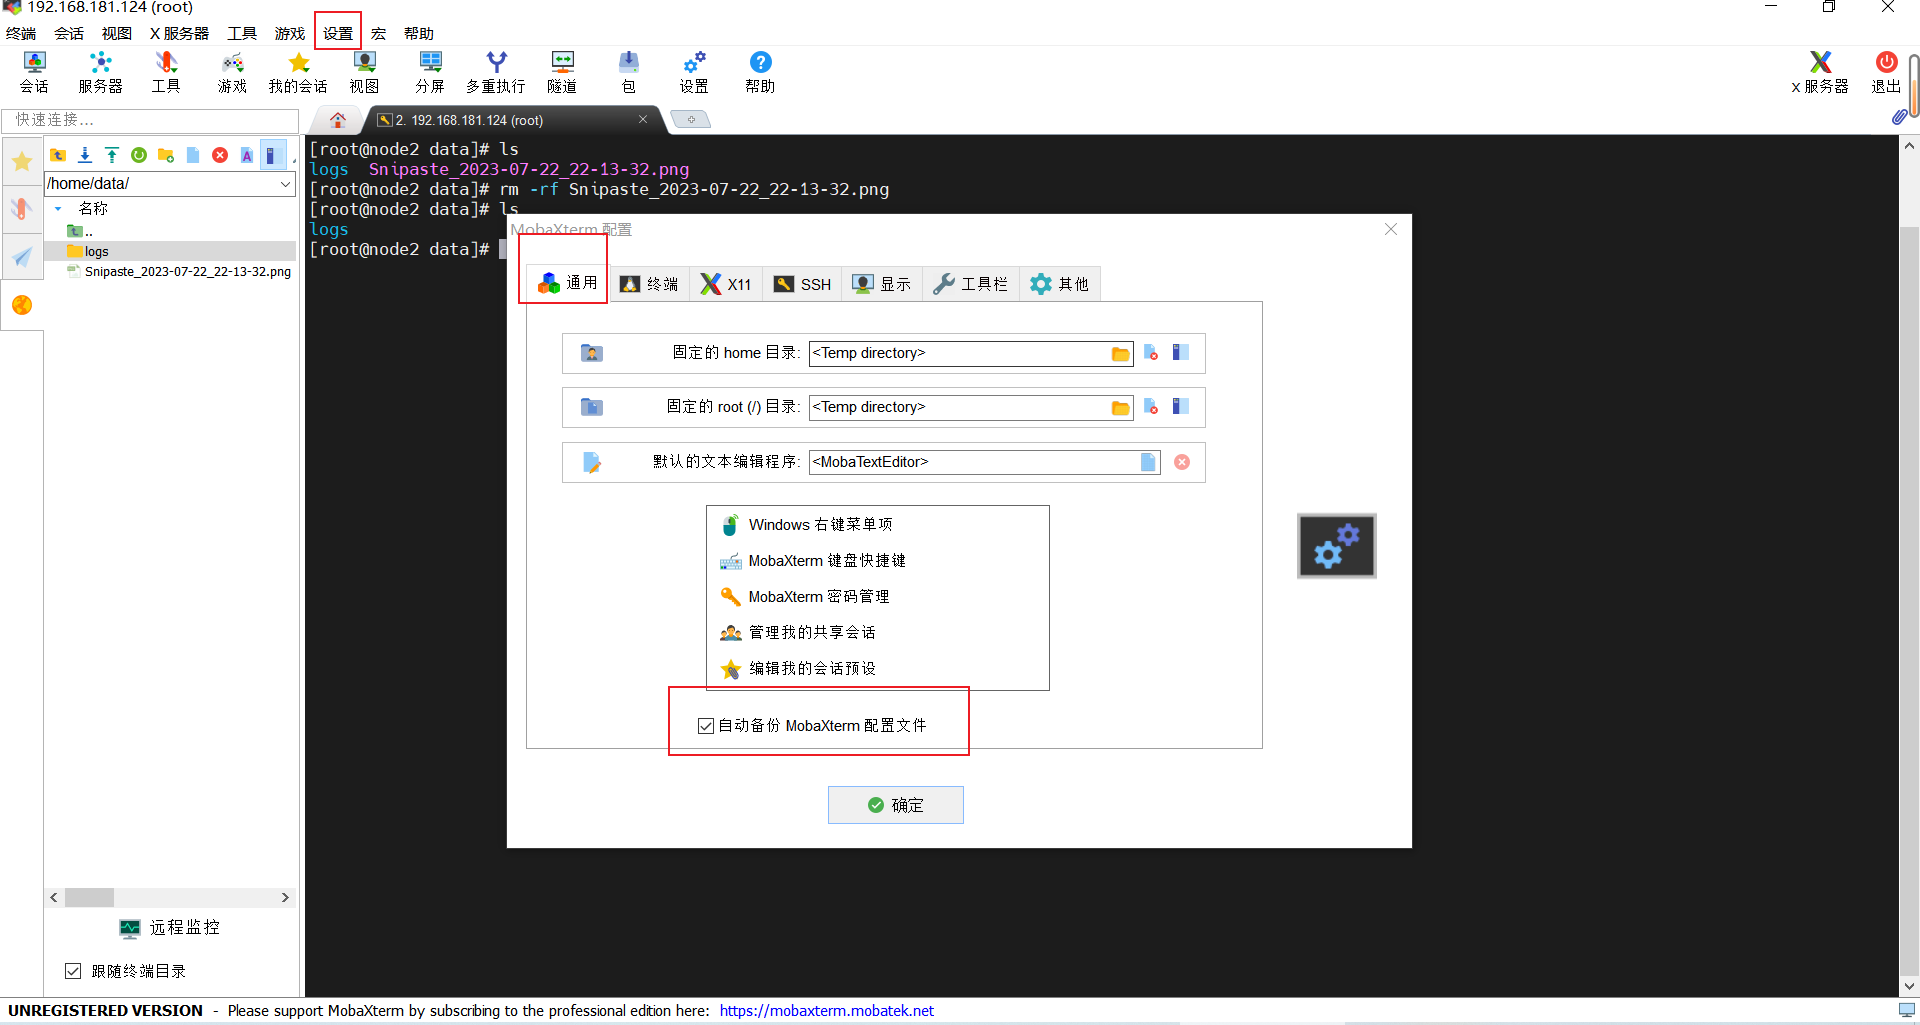 192.168.181.124 (root)
终端 会话 视图 X 服务器 工具 游戏 设置 宏 帮助
会话 服务器 工具 游戏 我的会话 视图 分屏 多重执行 隧道 包 设置 帮助 X 服务器 退出
快速连接...
2. 192.168.181.124 (root)
/home/data/
名称
..
logs
Snipaste_2023-07-22_22-13-32.png
远程监控
跟随终端目录
[root@node2 data]# ls
logs  Snipaste_2023-07-22_22-13-32.png
[root@node2 data]# rm -rf Snipaste_2023-07-22_22-13-32.png
[root@node2 data]# ls
logs
[root@node2 data]#
MobaXterm 配置
通用 终端 X11 SSH 显示 工具栏 其他
固定的 home 目录: <Temp directory>
固定的 root (/) 目录: <Temp directory>
默认的文本编辑程序: <MobaTextEditor>
Windows 右键菜单项
MobaXterm 键盘快捷键
MobaXterm 密码管理
管理我的共享会话
编辑我的会话预设
自动备份 MobaXterm 配置文件
确定
UNREGISTERED VERSION - Please support MobaXterm by subscribing to the professional edition here: https://mobaxterm.mobatek.net